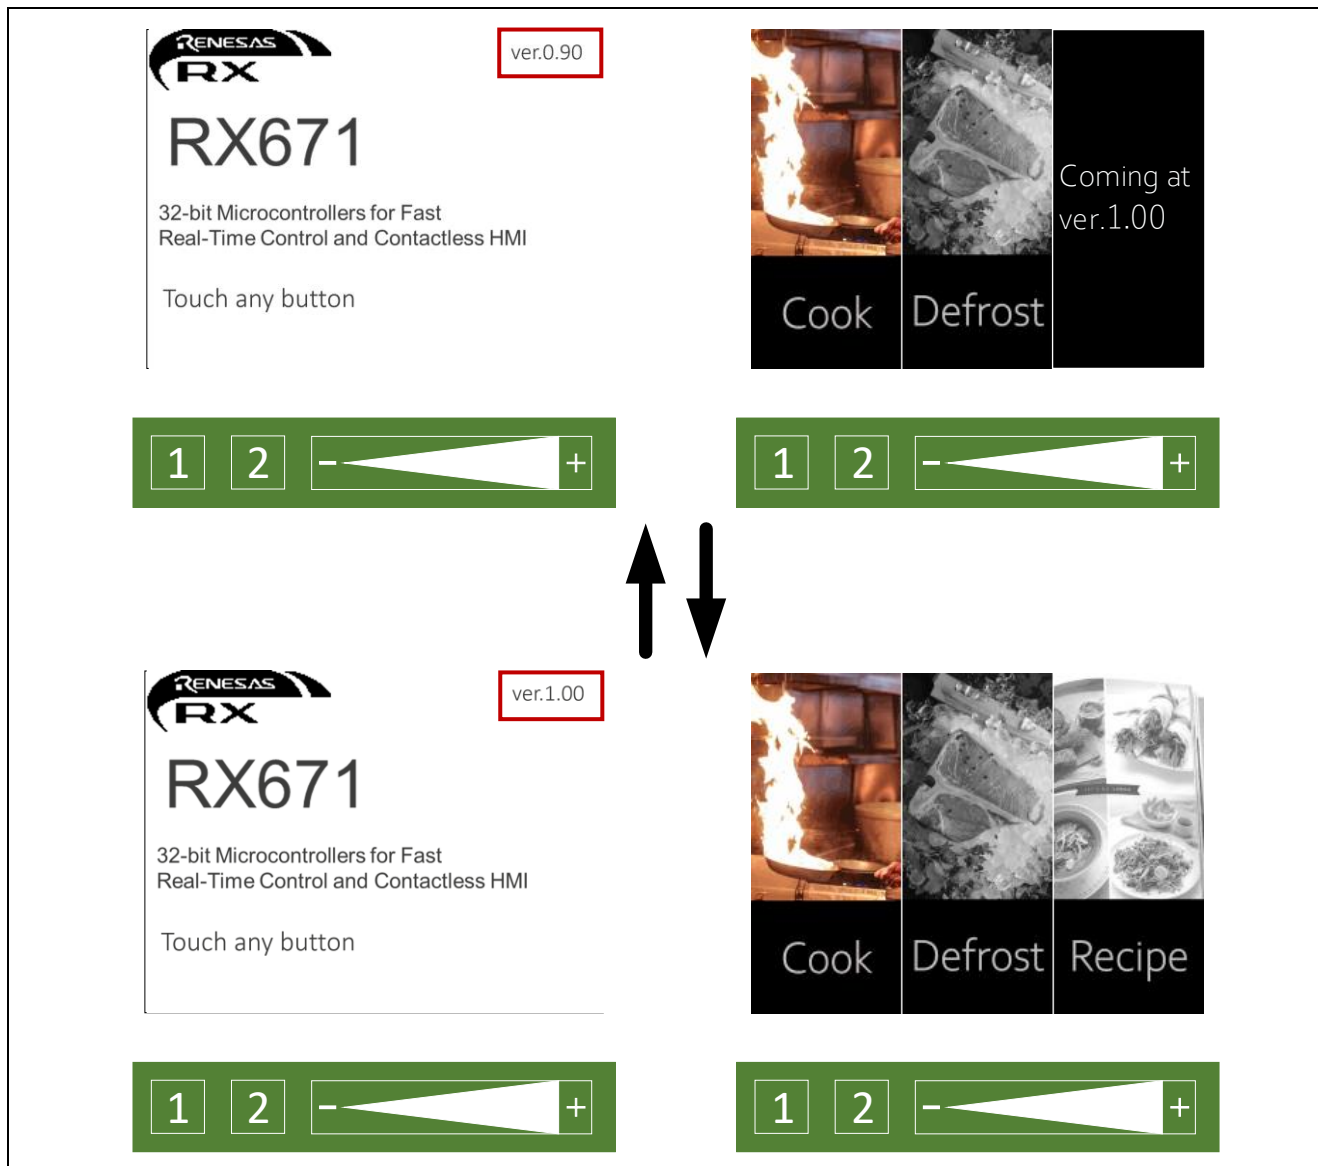 RENESAS
RX
ver.0.90
RX671
32-bit Microcontrollers for Fast
Real-Time Control and Contactless HMI
Touch any button
Cook
Defrost
Coming at
ver.1.00
1 2 - +
1 2 - +
RENESAS
RX
ver.1.00
RX671
32-bit Microcontrollers for Fast
Real-Time Control and Contactless HMI
Touch any button
Cook
Defrost
Recipe
1 2 - +
1 2 - +